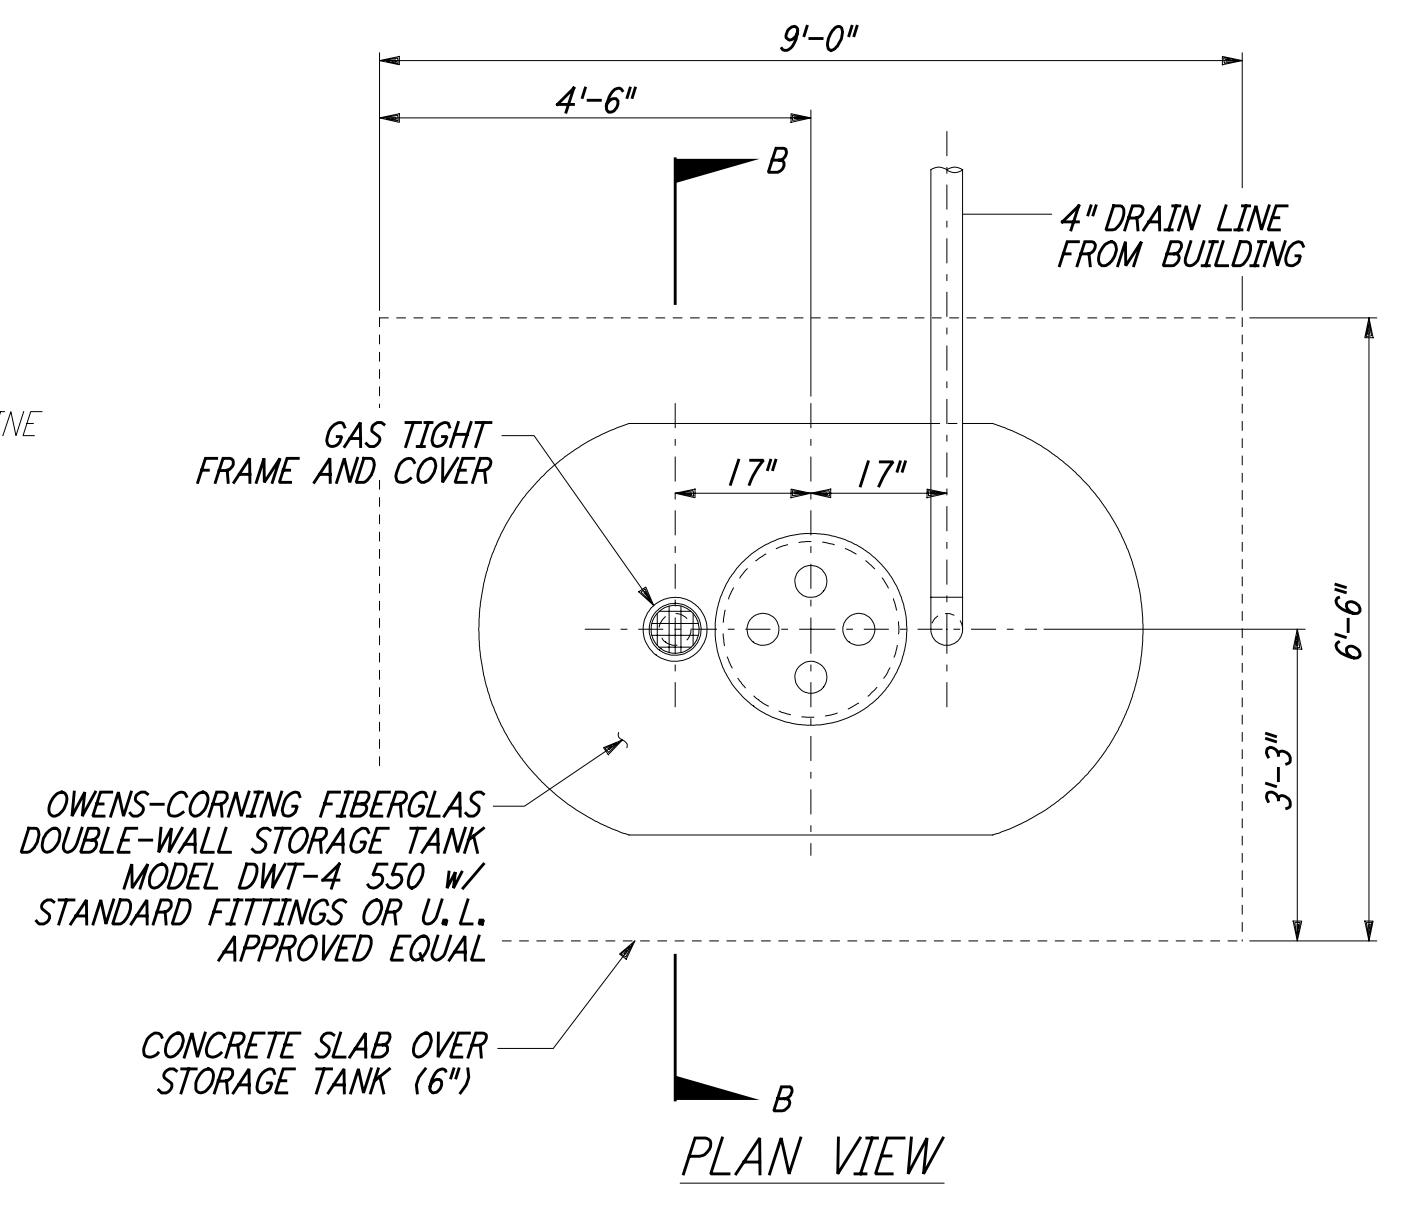 9'-0"
4'-6"
B
4" DRAIN LINE
FROM BUILDING
INE
GAS TIGHT
FRAME AND COVER
17"
17"
6'-6"
3'-3"
OWENS-CORNING FIBERGLAS
DOUBLE-WALL STORAGE TANK
MODEL DWT-4 550 w/
STANDARD FITTINGS OR U.L.
APPROVED EQUAL
CONCRETE SLAB OVER
STORAGE TANK (6")
B
PLAN VIEW